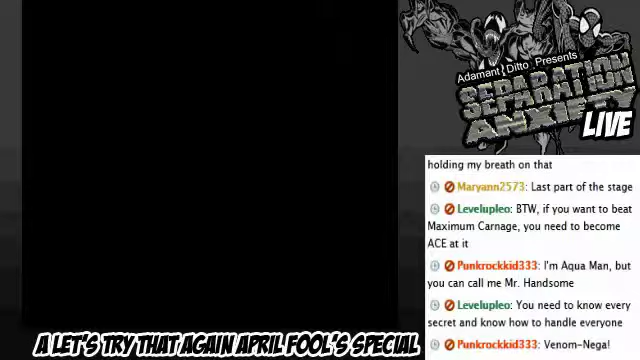 Adamant Ditto Presents
SEPARATION
ANXIETY
LIVE
holding my breath on that
Maryann2573: Last part of the stage
Levelupleo: BTW, if you want to beat
Maximum Carnage, you need to become
ACE at it
Punkrockkid333: I'm Aqua Man, but
you can call me Mr. Handsome
Levelupleo: You need to know every
secret and know how to handle everyone
Punkrockkid333: Venom-Nega!
A LET'S TRY THAT AGAIN APRIL FOOL'S SPECIAL